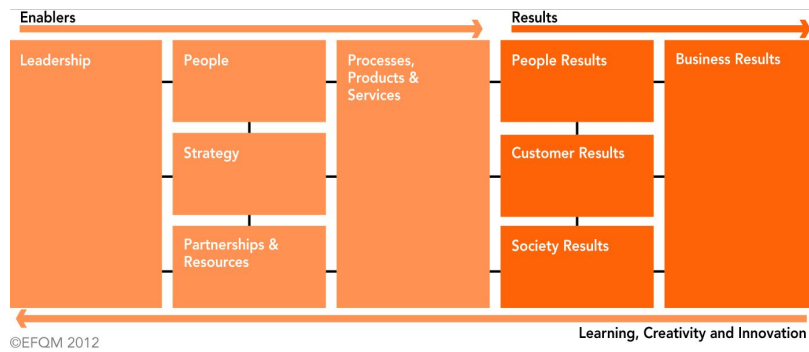 Enablers
Results
Leadership
People
Processes,
Products &
Services
People Results
Business Results
Strategy
Customer Results
Partnerships &
Resources
Society Results
Learning, Creativity and Innovation
©EFQM 2012